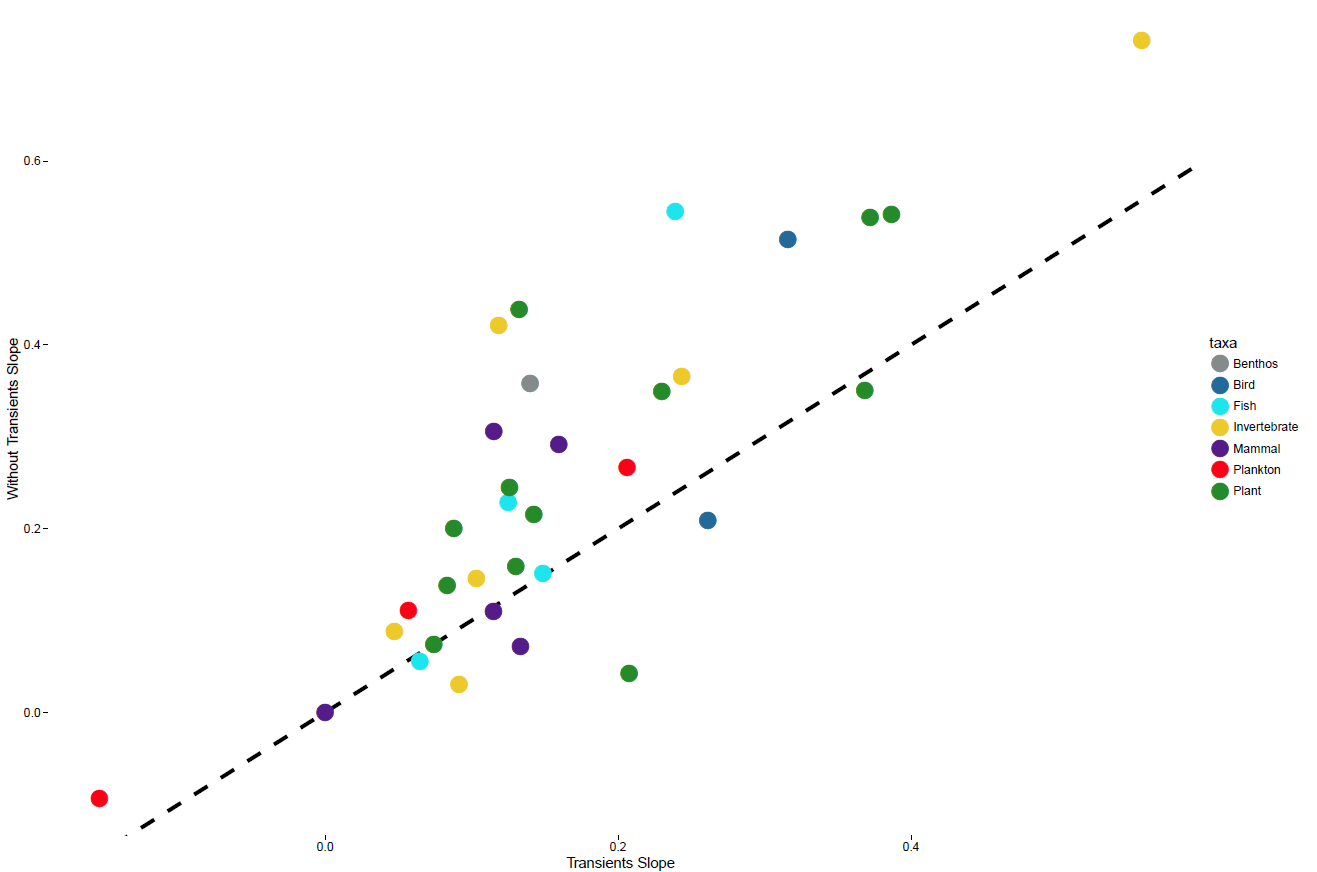 0.6
0.4
0.2
0.0
Without Transients Slope
0.0
0.2
0.4
Transients Slope
taxa
Benthos
Bird
Fish
Invertebrate
Mammal
Plankton
Plant